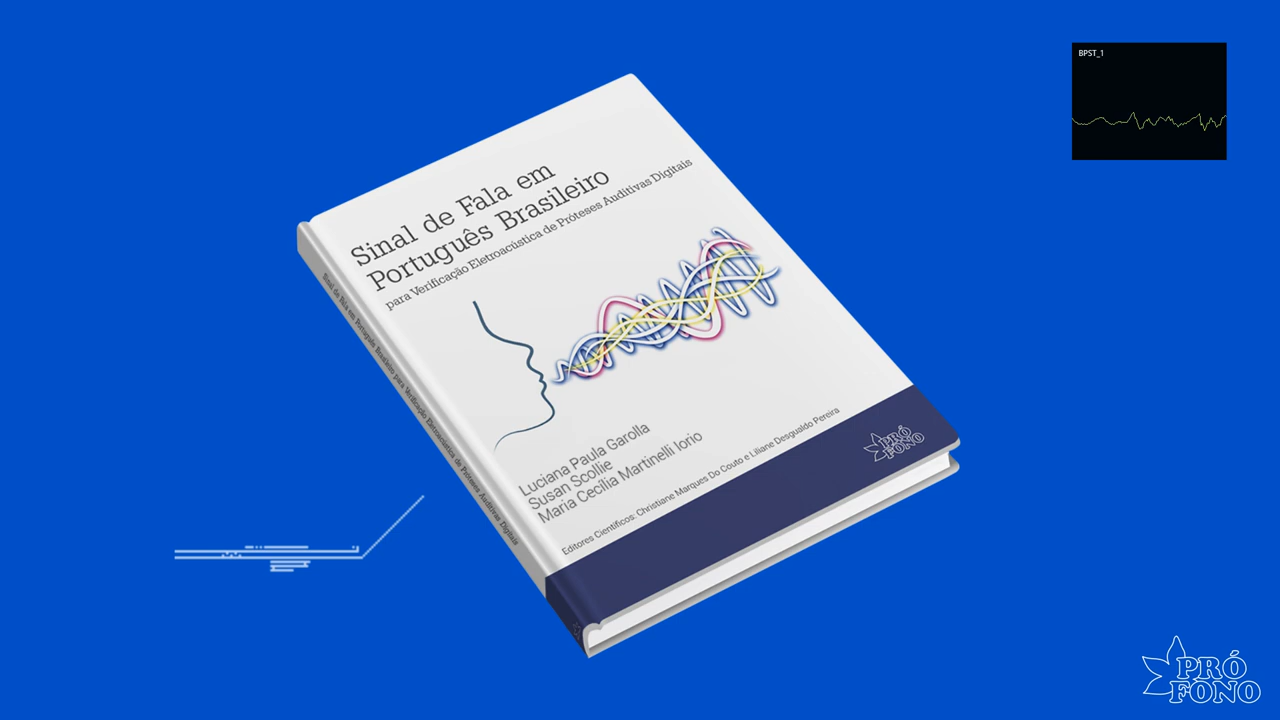 BPST_1
Sinal de Fala em
Português Brasileiro
para Verificação Eletroacústica de Próteses Auditivas Digitais
Sinal de Fala em Português Brasileiro para Verificação Eletroacústica de Próteses Auditivas Digitais
Luciana Paula Garolla
Susan Scollie
Maria Cecília Martinelli Iorio
Editores Científicos: Christiane Marques Do Couto e Liliane Desgualdo Pereira
PRÓ
FONO
PRÓ
FONO